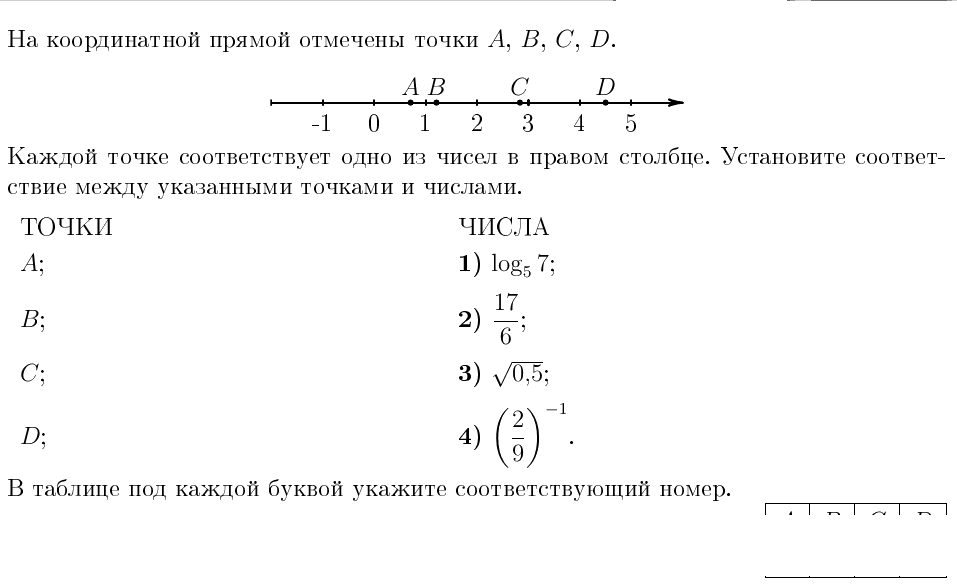 На координатной прямой отмечены точки A, B, C, D.
A B C D
-1 0 1 2 3 4 5
Каждой точке соответствует одно из чисел в правом столбце. Установите соответ-
ствие между указанными точками и числами.
ТОЧКИ ЧИСЛА
A; 1) log₅ 7;
B; 2) 17/6;
C; 3) √0,5;
D; 4) (2/9)⁻¹.
В таблице под каждой буквой укажите соответствующий номер.